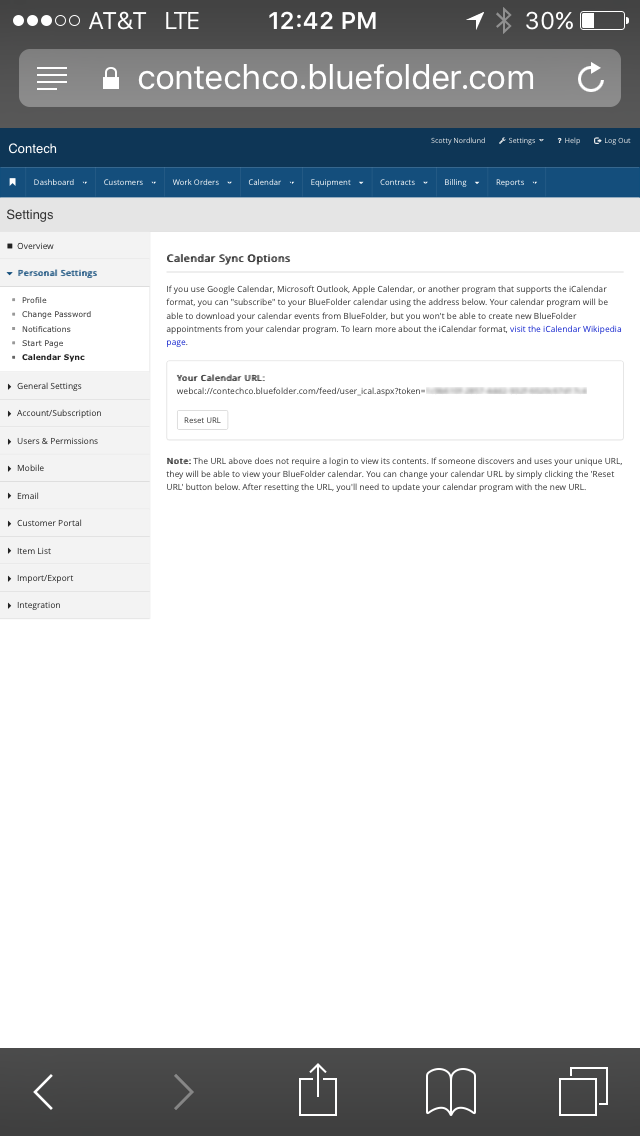 AT&T LTE 12:42 PM 30%
contechco.bluefolder.com
Contech
Scotty Nordlund Settings ? Help Log Out
Dashboard Customers Work Orders Calendar Equipment Contracts Billing Reports
Settings
Overview
Personal Settings
Profile
Change Password
Notifications
Start Page
Calendar Sync
General Settings
Account/Subscription
Users & Permissions
Mobile
Email
Customer Portal
Item List
Import/Export
Integration
Calendar Sync Options
If you use Google Calendar, Microsoft Outlook, Apple Calendar, or another program that supports the iCalendar
format, you can "subscribe" to your BlueFolder calendar using the address below. Your calendar program will be
able to download your calendar events from BlueFolder, but you won't be able to create new BlueFolder
appointments from your calendar program. To learn more about the iCalendar format, visit the iCalendar Wikipedia
page.
Your Calendar URL:
webcal://contechco.bluefolder.com/feed/user_ical.aspx?token=
Reset URL
Note: The URL above does not require a login to view its contents. If someone discovers and uses your unique URL,
they will be able to view your BlueFolder calendar. You can change your calendar URL by simply clicking the 'Reset
URL' button below. After resetting the URL, you'll need to update your calendar program with the new URL.